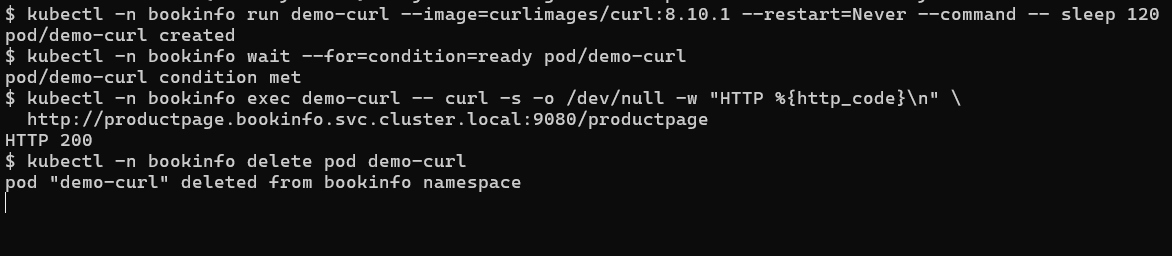 $ kubectl -n bookinfo run demo-curl --image=curlimages/curl:8.10.1 --restart=Never --command -- sleep 120
pod/demo-curl created
$ kubectl -n bookinfo wait --for=condition=ready pod/demo-curl
pod/demo-curl condition met
$ kubectl -n bookinfo exec demo-curl -- curl -s -o /dev/null -w "HTTP %{http_code}\n" \
  http://productpage.bookinfo.svc.cluster.local:9080/productpage
HTTP 200
$ kubectl -n bookinfo delete pod demo-curl
pod "demo-curl" deleted from bookinfo namespace